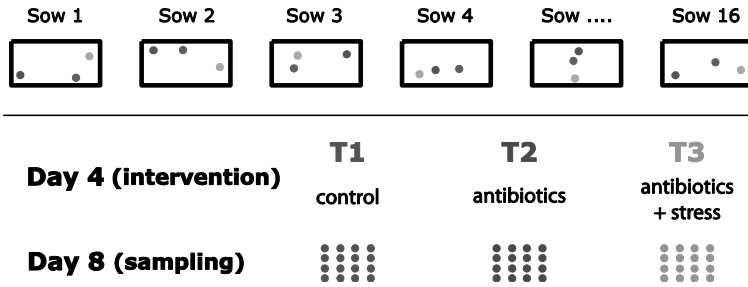 Sow 1 Sow 2 Sow 3 Sow 4 Sow .... Sow 16
T1 T2 T3
Day 4 (intervention) control antibiotics antibiotics
+ stress
Day 8 (sampling)